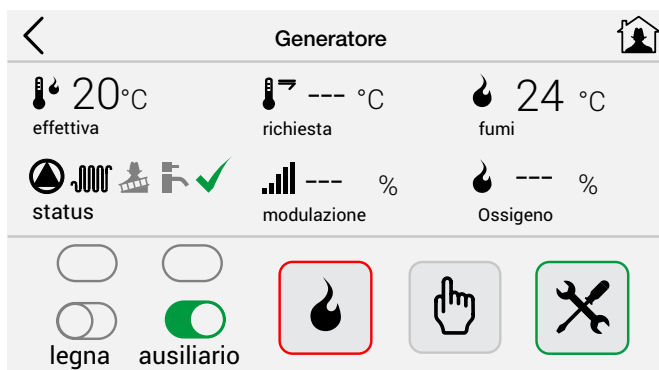 Generatore
20°C --- °C 24 °C
effettiva richiesta fumi
--- % --- %
status modulazione Ossigeno
legna ausiliario